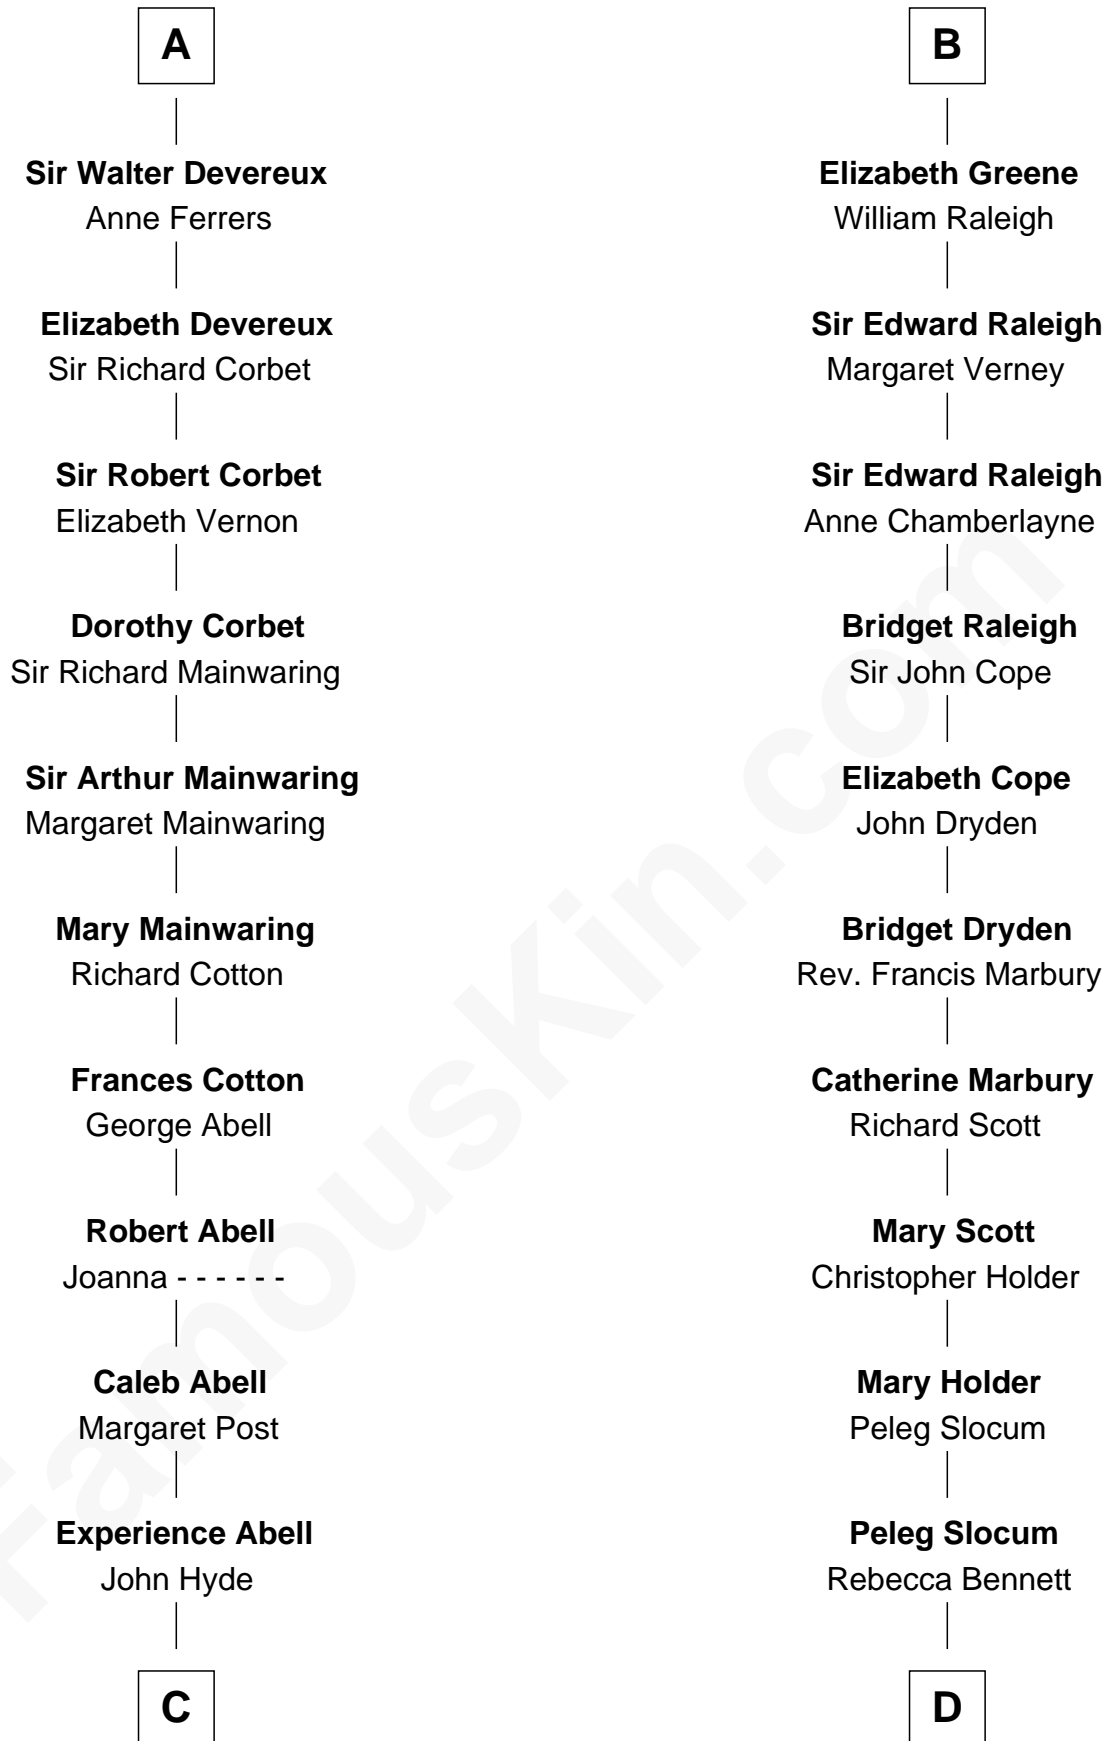 A
Sir Walter Devereux
Anne Ferrers
Elizabeth Devereux
Sir Richard Corbet
Sir Robert Corbet
Elizabeth Vernon
Dorothy Corbet
Sir Richard Mainwaring
Sir Arthur Mainwaring
Margaret Mainwaring
Mary Mainwaring
Richard Cotton
Frances Cotton
George Abell
Robert Abell
Joanna - - - - - -
Caleb Abell
Margaret Post
Experience Abell
John Hyde
C
B
Elizabeth Greene
William Raleigh
Sir Edward Raleigh
Margaret Verney
Sir Edward Raleigh
Anne Chamberlayne
Bridget Raleigh
Sir John Cope
Elizabeth Cope
John Dryden
Bridget Dryden
Rev. Francis Marbury
Catherine Marbury
Richard Scott
Mary Scott
Christopher Holder
Mary Holder
Peleg Slocum
Peleg Slocum
Rebecca Bennett
D
FamousKin.com